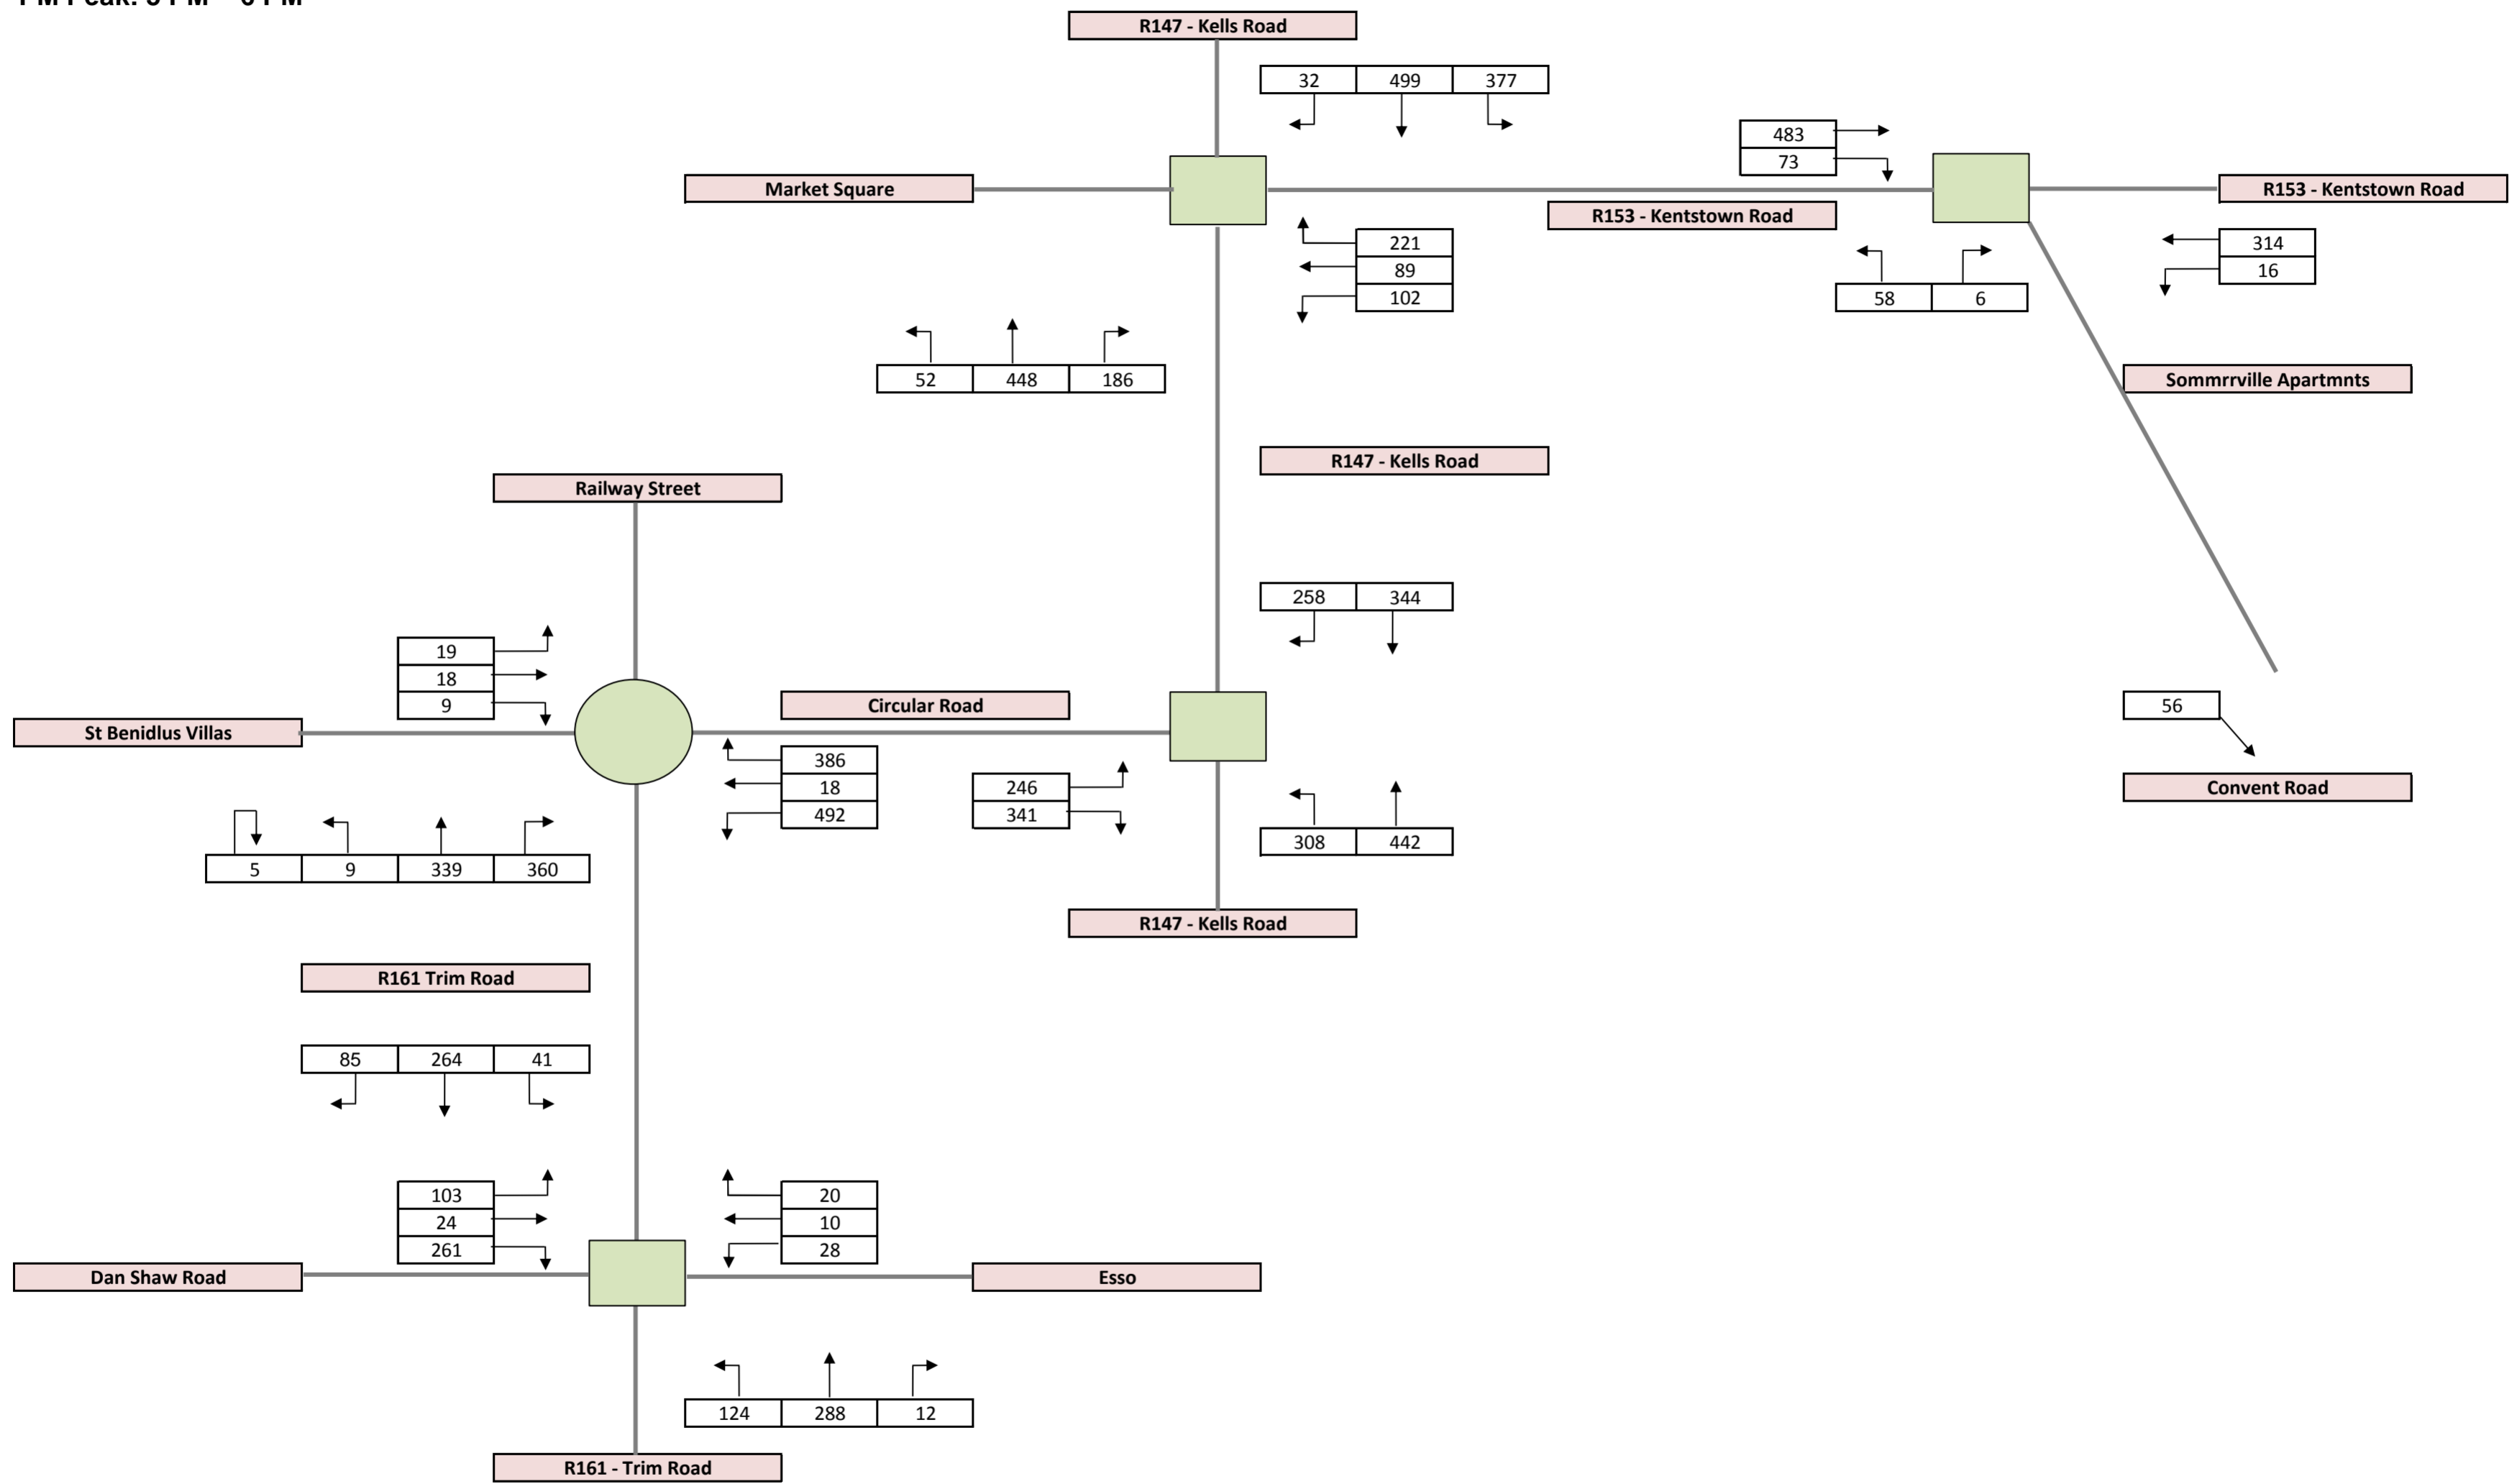 R147 - Kells Road
32 499 377
483
73
Market Square
R153 - Kentstown Road
R153 - Kentstown Road
221
89
102
314
16
58 6
52 448 186
Sommrrville Apartmnts
R147 - Kells Road
Railway Street
258 344
19
18
9
St Benidlus Villas
Circular Road
386
18
492
246
341
56
Convent Road
308 442
5 9 339 360
R147 - Kells Road
R161 Trim Road
85 264 41
103
24
261
20
10
28
Dan Shaw Road
Esso
124 288 12
R161 - Trim Road